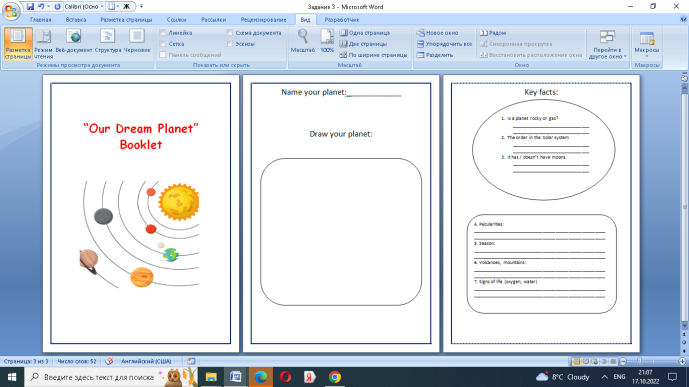 Задание 3 - Microsoft Word
Calibri (Осно
Ж
Главная Вставка Разметка страницы Ссылки Рассылки Рецензирование Вид Разработчик
Разметка страницы
Режим чтения
Веб-документ
Структура
Черновик
Режимы просмотра документа
Линейка
Сетка
Панель сообщений
Схема документа
Эскизы
Показать или скрыть
Масштаб
100%
Одна страница
Две страницы
По ширине страницы
Масштаб
Новое окно
Упорядочить все
Разделить
Рядом
Синхронная прокрутка
Восстановить расположение окна
Перейти в другое окно
Окно
Макросы
Макросы
“Our Dream Planet”
Booklet
Name your planet:____________
Draw your planet:
Key facts:
1. Is a planet rocky or gas?
2. The order in the Solar system
3. It has / doesn't have moons.
4. Pecularities:
5. Season:
6. Volcanoes, mountains:
7. Signs of life (oxygen, water)
Страница: 3 из 3 Число слов: 52 Английский (США) 50%
Введите здесь текст для поиска
8°C Cloudy ENG 21:07
17.10.2022